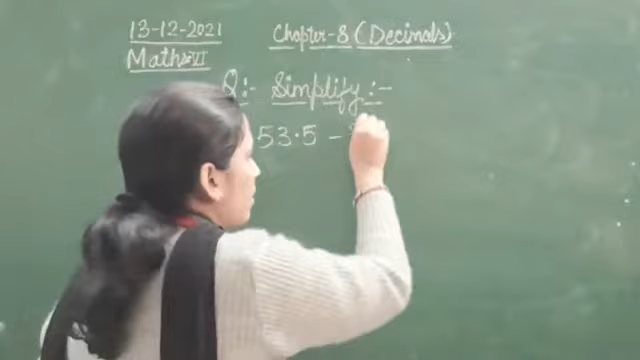 13-12-2021 Chapter-8 (Decimals)
Maths-VI
Q:- Simplify :-
53.5 -